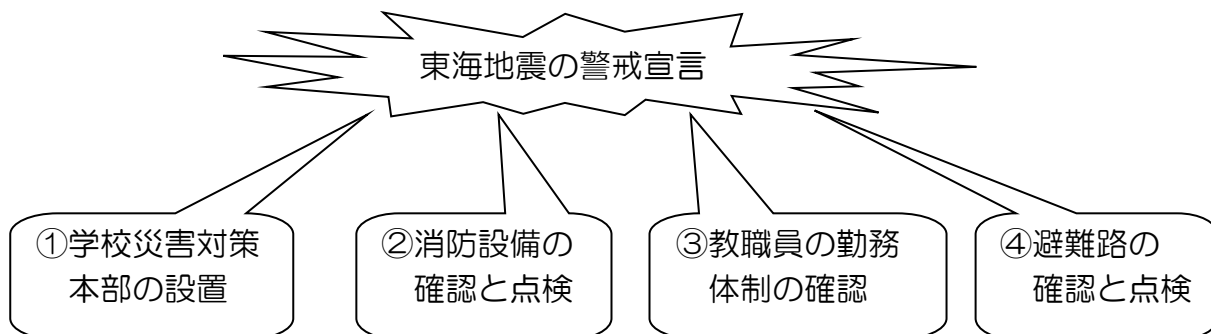 東海地震の警戒宣言
①学校災害対策
本部の設置
②消防設備の
確認と点検
③教職員の勤務
体制の確認
④避難路の
確認と点検